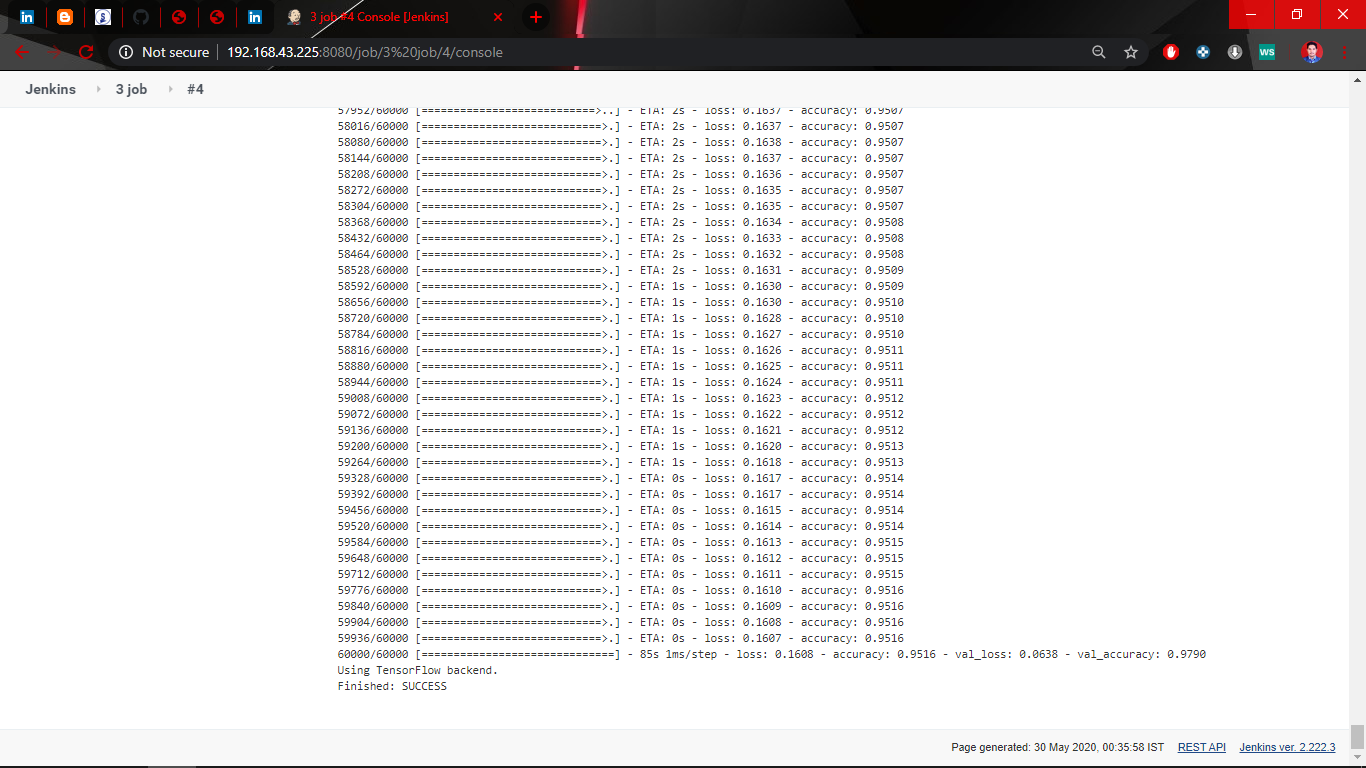 3 job #4 Console [Jenkins]
Not secure 192.168.43.225:8080/job/3%20job/4/console
WS
Jenkins 3 job #4
57952/60000 [===========================>..] - ETA: 2s - loss: 0.1637 - accuracy: 0.9507
58016/60000 [============================>.] - ETA: 2s - loss: 0.1637 - accuracy: 0.9507
58080/60000 [============================>.] - ETA: 2s - loss: 0.1638 - accuracy: 0.9507
58144/60000 [============================>.] - ETA: 2s - loss: 0.1637 - accuracy: 0.9507
58208/60000 [============================>.] - ETA: 2s - loss: 0.1636 - accuracy: 0.9507
58272/60000 [============================>.] - ETA: 2s - loss: 0.1635 - accuracy: 0.9507
58304/60000 [============================>.] - ETA: 2s - loss: 0.1635 - accuracy: 0.9507
58368/60000 [============================>.] - ETA: 2s - loss: 0.1634 - accuracy: 0.9508
58432/60000 [============================>.] - ETA: 2s - loss: 0.1633 - accuracy: 0.9508
58464/60000 [============================>.] - ETA: 2s - loss: 0.1632 - accuracy: 0.9508
58528/60000 [============================>.] - ETA: 2s - loss: 0.1631 - accuracy: 0.9509
58592/60000 [============================>.] - ETA: 1s - loss: 0.1630 - accuracy: 0.9509
58656/60000 [============================>.] - ETA: 1s - loss: 0.1630 - accuracy: 0.9510
58720/60000 [============================>.] - ETA: 1s - loss: 0.1628 - accuracy: 0.9510
58784/60000 [============================>.] - ETA: 1s - loss: 0.1627 - accuracy: 0.9510
58816/60000 [============================>.] - ETA: 1s - loss: 0.1626 - accuracy: 0.9511
58880/60000 [============================>.] - ETA: 1s - loss: 0.1625 - accuracy: 0.9511
58944/60000 [============================>.] - ETA: 1s - loss: 0.1624 - accuracy: 0.9511
59008/60000 [============================>.] - ETA: 1s - loss: 0.1623 - accuracy: 0.9512
59072/60000 [============================>.] - ETA: 1s - loss: 0.1622 - accuracy: 0.9512
59136/60000 [============================>.] - ETA: 1s - loss: 0.1621 - accuracy: 0.9512
59200/60000 [============================>.] - ETA: 1s - loss: 0.1620 - accuracy: 0.9513
59264/60000 [============================>.] - ETA: 1s - loss: 0.1618 - accuracy: 0.9513
59328/60000 [============================>.] - ETA: 0s - loss: 0.1617 - accuracy: 0.9514
59392/60000 [============================>.] - ETA: 0s - loss: 0.1617 - accuracy: 0.9514
59456/60000 [============================>.] - ETA: 0s - loss: 0.1615 - accuracy: 0.9514
59520/60000 [============================>.] - ETA: 0s - loss: 0.1614 - accuracy: 0.9514
59584/60000 [============================>.] - ETA: 0s - loss: 0.1613 - accuracy: 0.9515
59648/60000 [============================>.] - ETA: 0s - loss: 0.1612 - accuracy: 0.9515
59712/60000 [============================>.] - ETA: 0s - loss: 0.1611 - accuracy: 0.9515
59776/60000 [============================>.] - ETA: 0s - loss: 0.1610 - accuracy: 0.9516
59840/60000 [============================>.] - ETA: 0s - loss: 0.1609 - accuracy: 0.9516
59904/60000 [============================>.] - ETA: 0s - loss: 0.1608 - accuracy: 0.9516
59936/60000 [============================>.] - ETA: 0s - loss: 0.1607 - accuracy: 0.9516
60000/60000 [==============================] - 85s 1ms/step - loss: 0.1608 - accuracy: 0.9516 - val_loss: 0.0638 - val_accuracy: 0.9790
Using TensorFlow backend.
Finished: SUCCESS
Page generated: 30 May 2020, 00:35:58 IST REST API Jenkins ver. 2.222.3